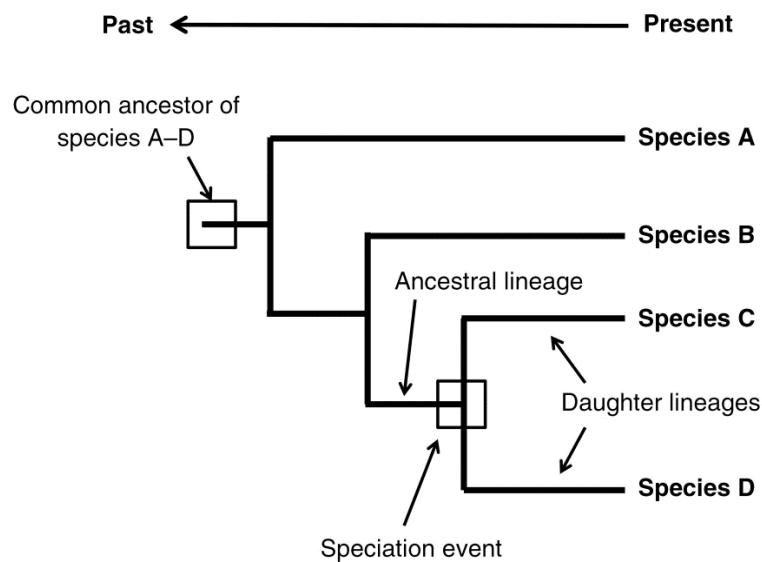 Past
Present
Common ancestor of
species A–D
Species A
Species B
Ancestral lineage
Species C
Daughter lineages
Species D
Speciation event